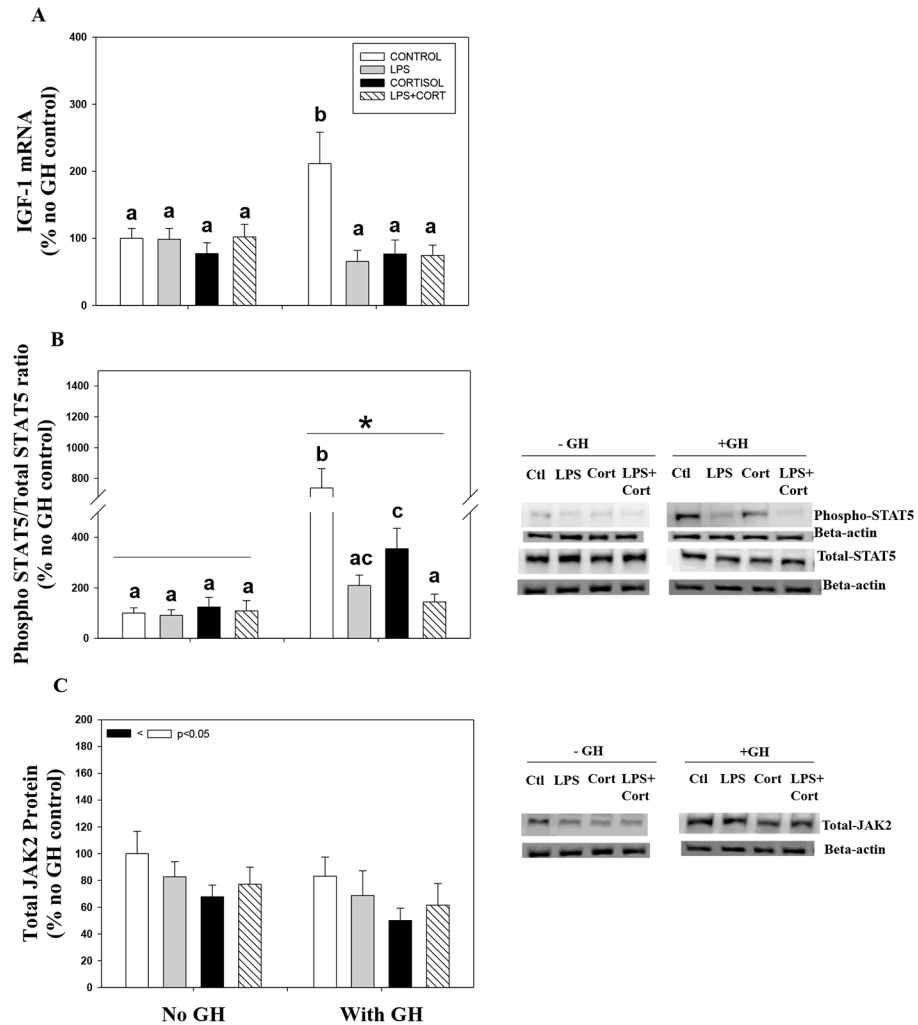 A
IGF-1 mRNA
(% no GH control)
400
300
200
100
0
CONTROL
LPS
CORTISOL
LPS+CORT
a
a
a
a
b
a
a
a
B
Phospho STAT5/Total STAT5 ratio
(% no GH control)
1400
1200
1000
800
400
200
0
a
a
a
a
*
b
ac
c
a
- GH
+GH
Ctl
LPS
Cort
LPS+
Cort
Ctl
LPS
Cort
LPS+
Cort
Phospho-STAT5
Beta-actin
Total-STAT5
Beta-actin
C
Total JAK2 Protein
(% no GH control)
200
180
160
140
120
100
80
60
40
20
0
< p<0.05
No GH
With GH
- GH
+GH
Ctl
LPS
Cort
LPS+
Cort
Ctl
LPS
Cort
LPS+
Cort
Total-JAK2
Beta-actin